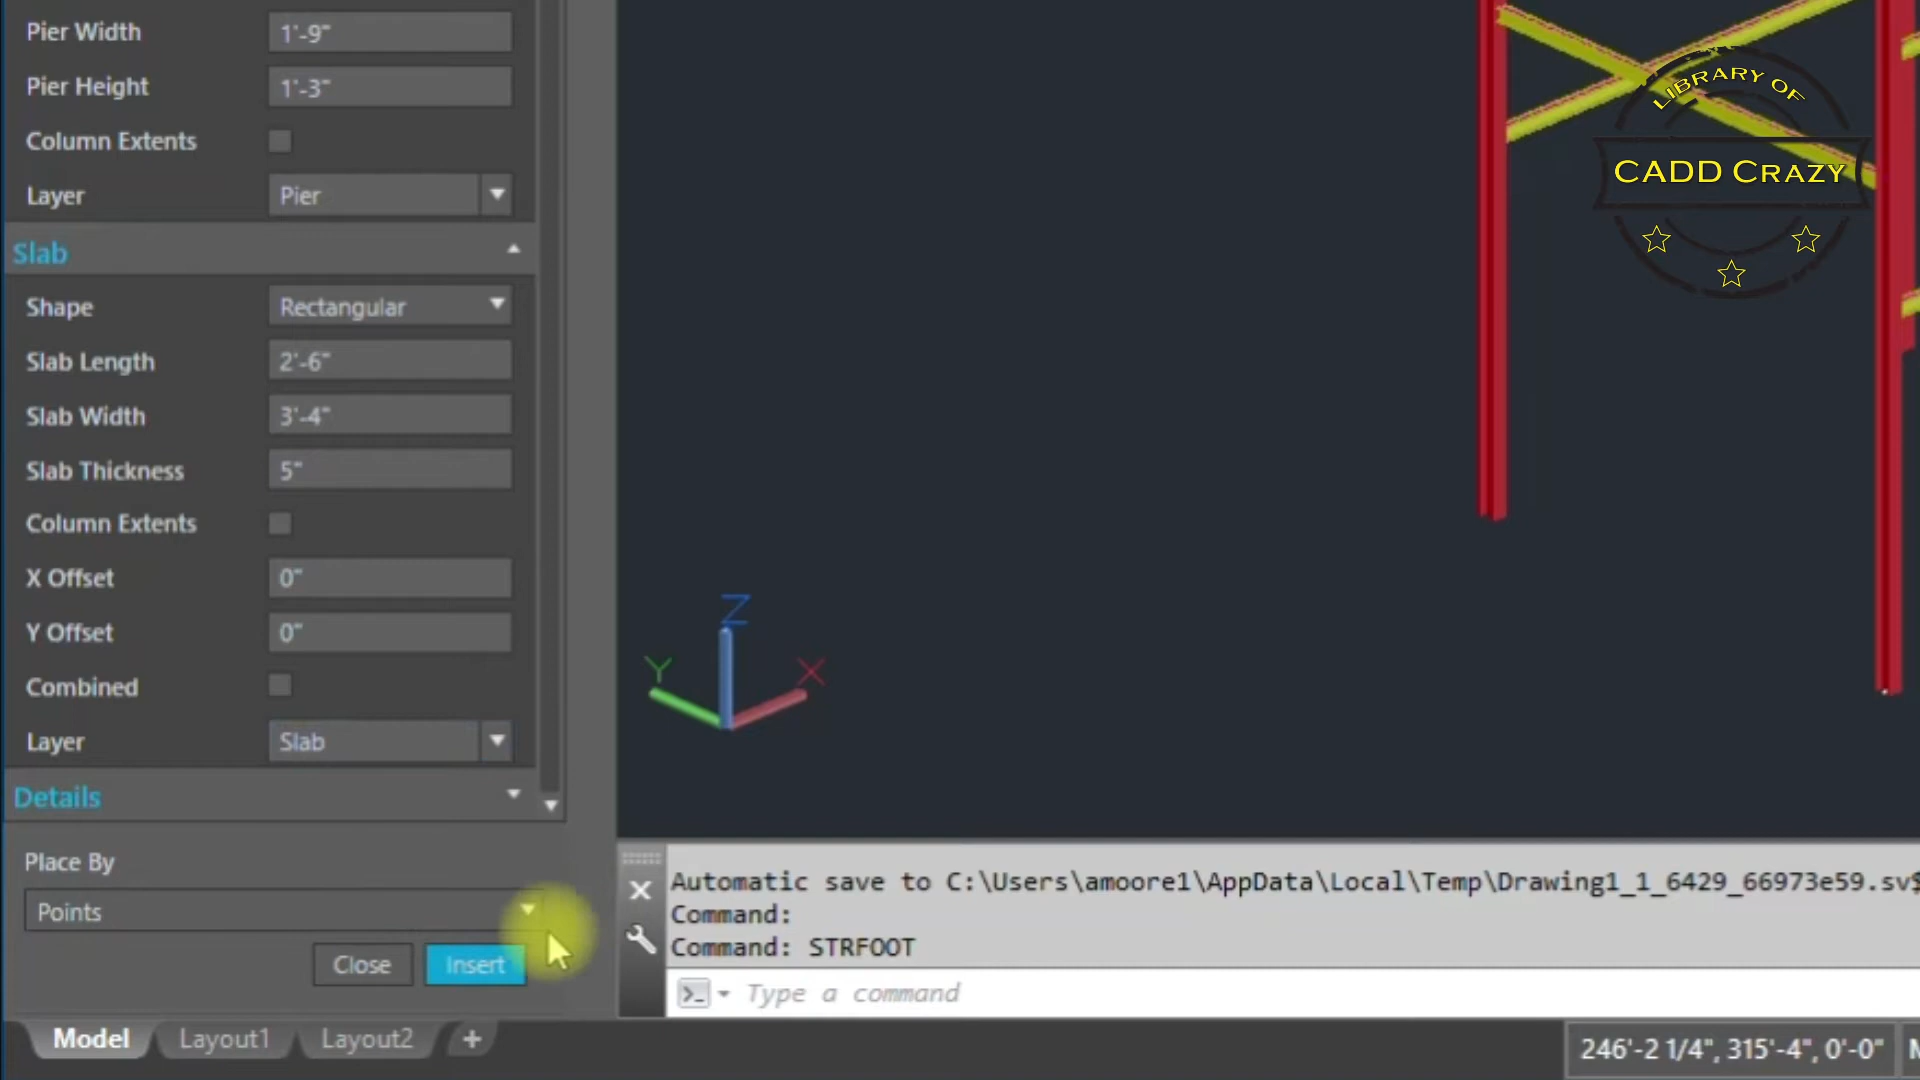 Pier Width 1'-9"
Pier Height 1'-3"
Column Extents
Layer Pier
Slab
Shape Rectangular
Slab Length 2'-6"
Slab Width 3'-4"
Slab Thickness 5"
Column Extents
X Offset 0"
Y Offset 0"
Combined
Layer Slab
Details
Place By
Points
Close Insert
Model Layout1 Layout2 +
LIBRARY OF
CADD CRAZY
Z
Y X
Automatic save to C:\Users\amoore1\AppData\Local\Temp\Drawing1_1_6429_66973e59.sv$
Command:
Command: STRFOOT
Type a command
246'-2 1/4", 315'-4", 0'-0" M